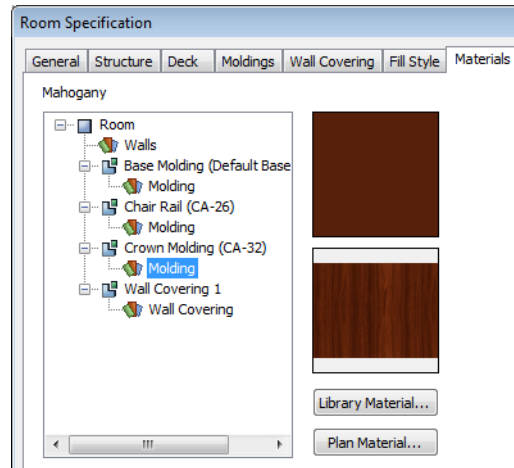 Room Specification
General Structure Deck Moldings Wall Covering Fill Style Materials
Mahogany
Room
Walls
Base Molding (Default Base
Molding
Chair Rail (CA-26)
Molding
Crown Molding (CA-32)
Molding
Wall Covering 1
Wall Covering
Library Material...
Plan Material...